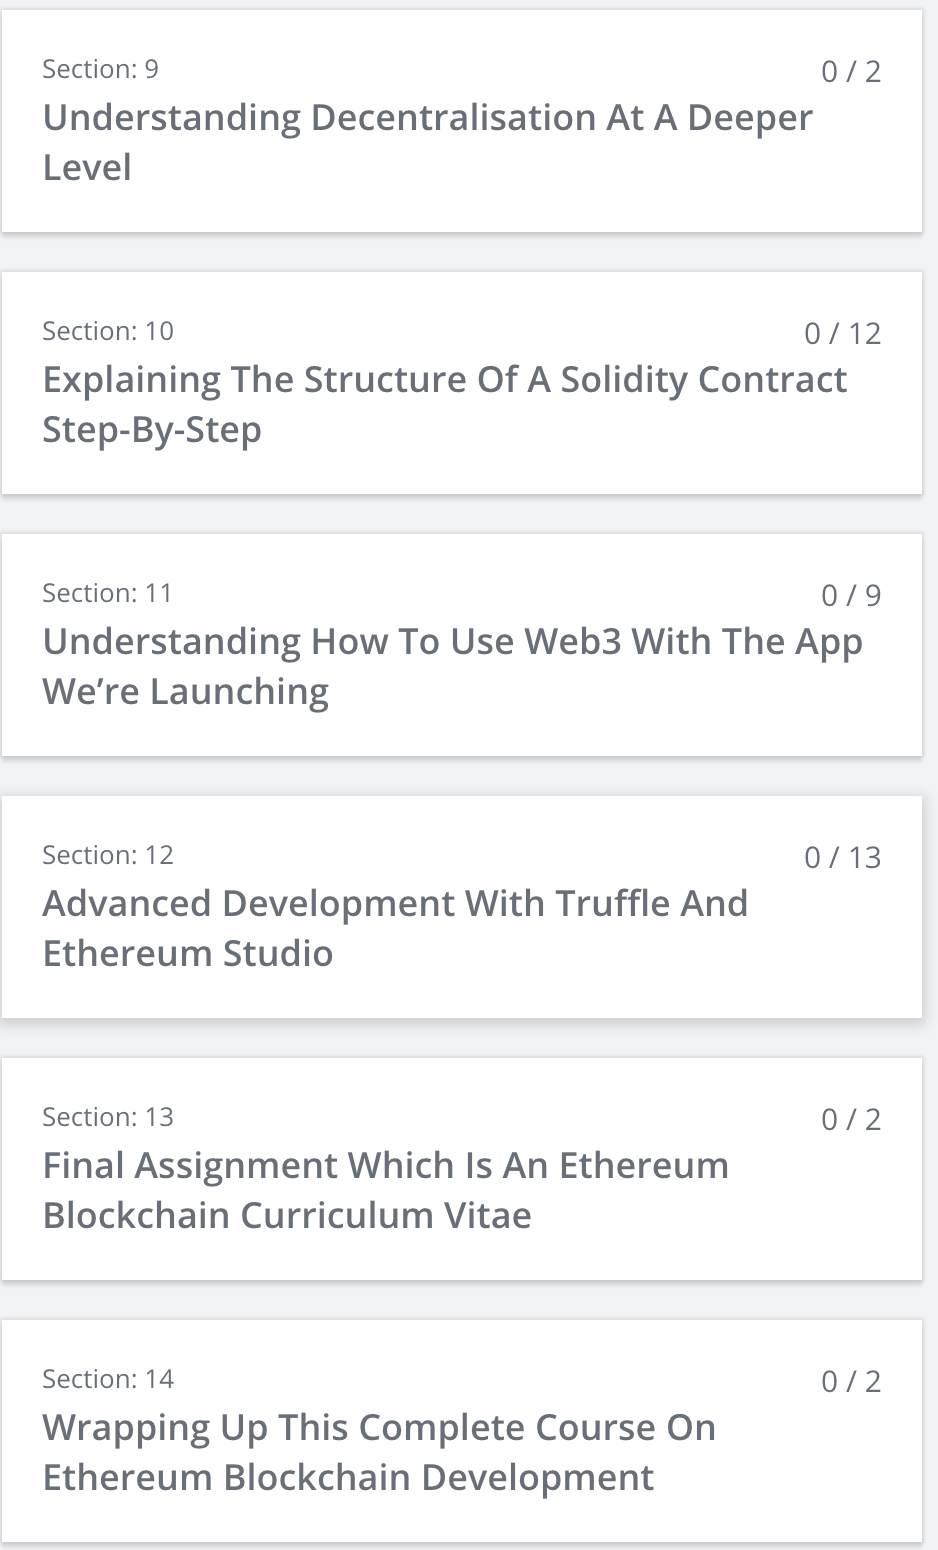 Section: 9
0 / 2
Understanding Decentralisation At A Deeper
Level
Section: 10
0 / 12
Explaining The Structure Of A Solidity Contract
Step-By-Step
Section: 11
0 / 9
Understanding How To Use Web3 With The App
We’re Launching
Section: 12
0 / 13
Advanced Development With Truffle And
Ethereum Studio
Section: 13
0 / 2
Final Assignment Which Is An Ethereum
Blockchain Curriculum Vitae
Section: 14
0 / 2
Wrapping Up This Complete Course On
Ethereum Blockchain Development